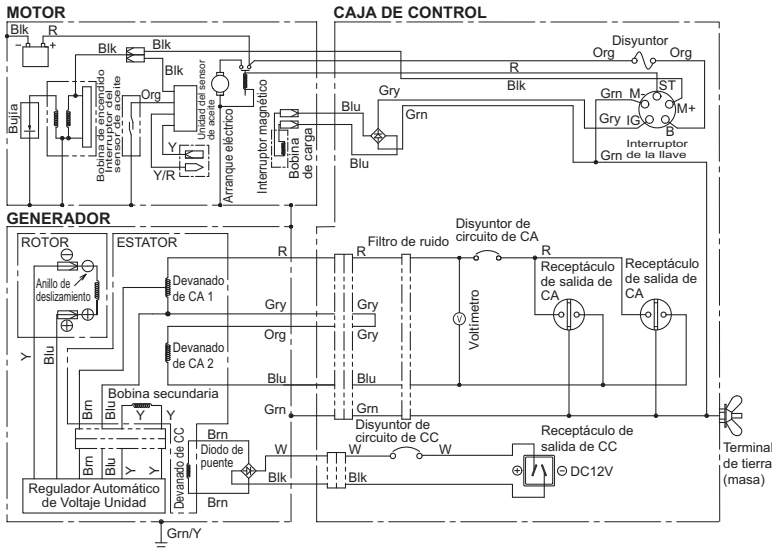 MOTOR
CAJA DE CONTROL
Blk
R
Blk
Blk
Blk
Org
Bujía
Bobina de encendido
Interruptor del
sensor de aceite
Unidad del sensor
de aceite
Y
Y/R
Arranque eléctrico
Interruptor magnético
Bobina
de carga
Blu
Blu
Gry
Grn
Org
Disyuntor
Org
R
Blk
ST
Grn M-
M+
Gry IG
B
Interruptor
de la llave
Grn
GENERADOR
ROTOR
ESTATOR
Anillo de
deslizamiento
Y
Blu
Devanado
de CA 1
Devanado
de CA 2
R
Gry
Org
Blu
Grn
Filtro de ruido
R
Gry
Gry
Blu
Grn
Voltímetro
Disyuntor de
circuito de CA
R
Receptáculo
de salida de
CA
Receptáculo
de salida de
CA
Bobina secundaria
Y
Y
Brn
Blu
Brn
Blu
Y
Y
Regulador Automático
de Voltaje Unidad
Devanado de CC
Brn
Diodo de
puente
Brn
W
Blk
Disyuntor de
circuito de CC
W
W
Blk
Receptáculo de
salida de CC
DC12V
Terminal
de tierra
(masa)
Grn/Y